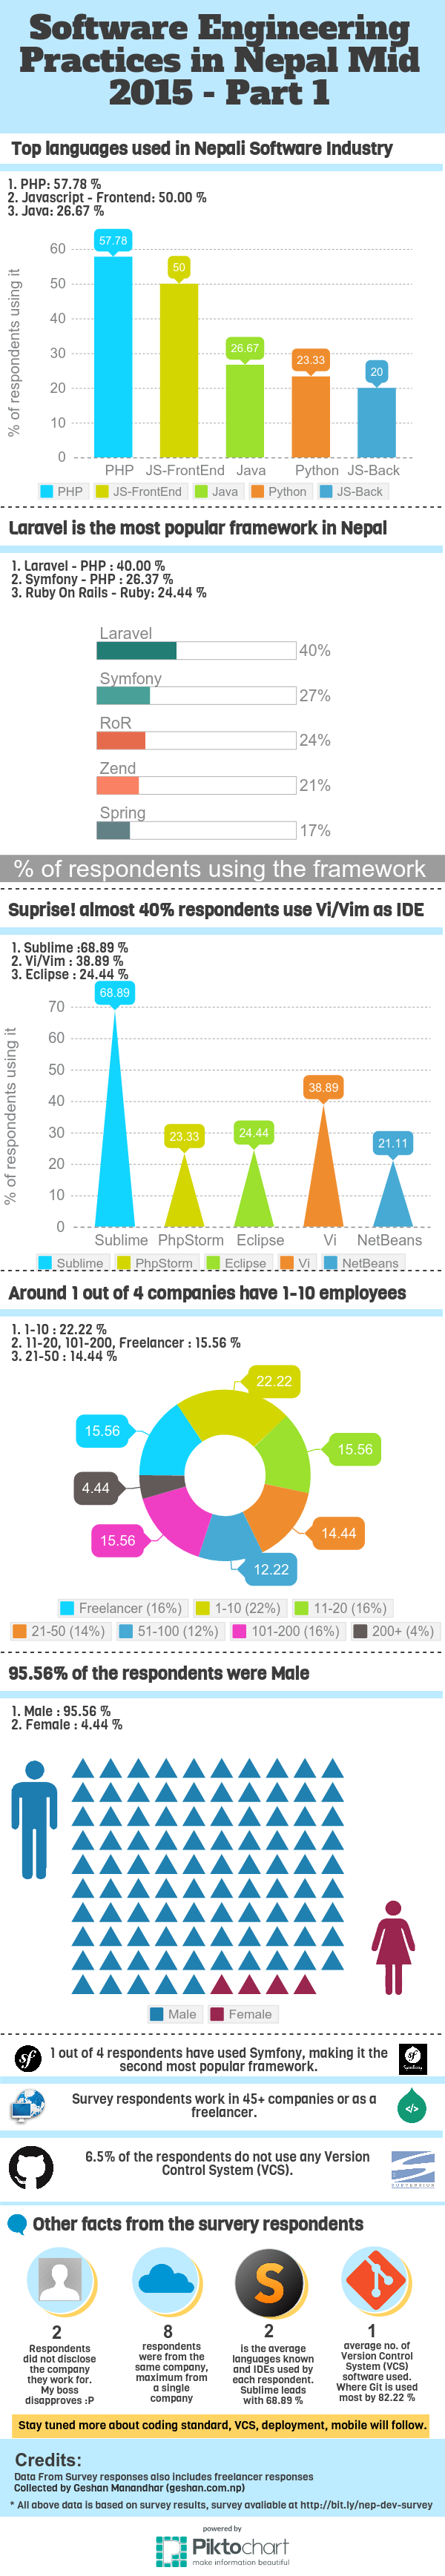 Software Engineering
Practices in Nepal Mid
2015 - Part 1
Top languages used in Nepali Software Industry
1. PHP: 57.78 %
2. Javascript - Frontend: 50.00 %
3. Java: 26.67 %
% of respondents using it
60
50
40
30
20
10
0
57.78
50
26.67
23.33
20
PHP JS-FrontEnd Java Python JS-Back
PHP JS-FrontEnd Java Python JS-Back
Laravel is the most popular framework in Nepal
1. Laravel - PHP : 40.00 %
2. Symfony - PHP : 26.37 %
3. Ruby On Rails - Ruby: 24.44 %
Laravel
40%
Symfony
27%
RoR
24%
Zend
21%
Spring
17%
% of respondents using the framework
Suprise! almost 40% respondents use Vi/Vim as IDE
1. Sublime :68.89 %
2. Vi/Vim : 38.89 %
3. Eclipse : 24.44 %
% of respondents using it
70
60
50
40
30
20
10
0
68.89
23.33
24.44
38.89
21.11
Sublime PhpStorm Eclipse Vi NetBeans
Sublime PhpStorm Eclipse Vi NetBeans
Around 1 out of 4 companies have 1-10 employees
1. 1-10 : 22.22 %
2. 11-20, 101-200, Freelancer : 15.56 %
3. 21-50 : 14.44 %
22.22
15.56
15.56
4.44
14.44
15.56
12.22
Freelancer (16%) 1-10 (22%) 11-20 (16%)
21-50 (14%) 51-100 (12%) 101-200 (16%) 200+ (4%)
95.56% of the respondents were Male
1. Male : 95.56 %
2. Female : 4.44 %
Male Female
sf
1 out of 4 respondents have used Symfony, making it the
second most popular framework.
sf
Symfony
Survey respondents work in 45+ companies or as a
freelancer.
</>
6.5% of the respondents do not use any Version
Control System (VCS).
SUBVERSION
Other facts from the survery respondents
S
2
Respondents
did not disclose
the company
they work for.
My boss
disapproves :P
8
respondents
were from the
same company,
maximum from
a single
company
2
is the average
languages known
and IDEs used by
each respondent.
Sublime leads
with 68.89 %
1
average no. of
Version Control
System (VCS)
software used.
Where Git is used
most by 82.22 %
Stay tuned more about coding standard, VCS, deployment, mobile will follow.
Credits:
Data From Survey responses also includes freelancer responses
Collected by Geshan Manandhar (geshan.com.np)
* All above data is based on survey results, survey avaliable at http://bit.ly/nep-dev-survey
powered by
Piktochart
make information beautiful